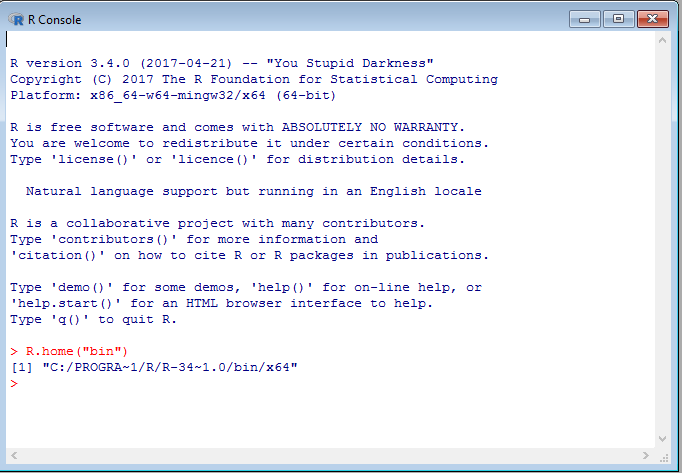 R Console
R version 3.4.0 (2017-04-21) -- "You Stupid Darkness"
Copyright (C) 2017 The R Foundation for Statistical Computing
Platform: x86_64-w64-mingw32/x64 (64-bit)
R is free software and comes with ABSOLUTELY NO WARRANTY.
You are welcome to redistribute it under certain conditions.
Type 'license()' or 'licence()' for distribution details.
Natural language support but running in an English locale
R is a collaborative project with many contributors.
Type 'contributors()' for more information and
'citation()' on how to cite R or R packages in publications.
Type 'demo()' for some demos, 'help()' for on-line help, or
'help.start()' for an HTML browser interface to help.
Type 'q()' to quit R.
> R.home("bin")
[1] "C:/PROGRA~1/R/R-34~1.0/bin/x64"
>